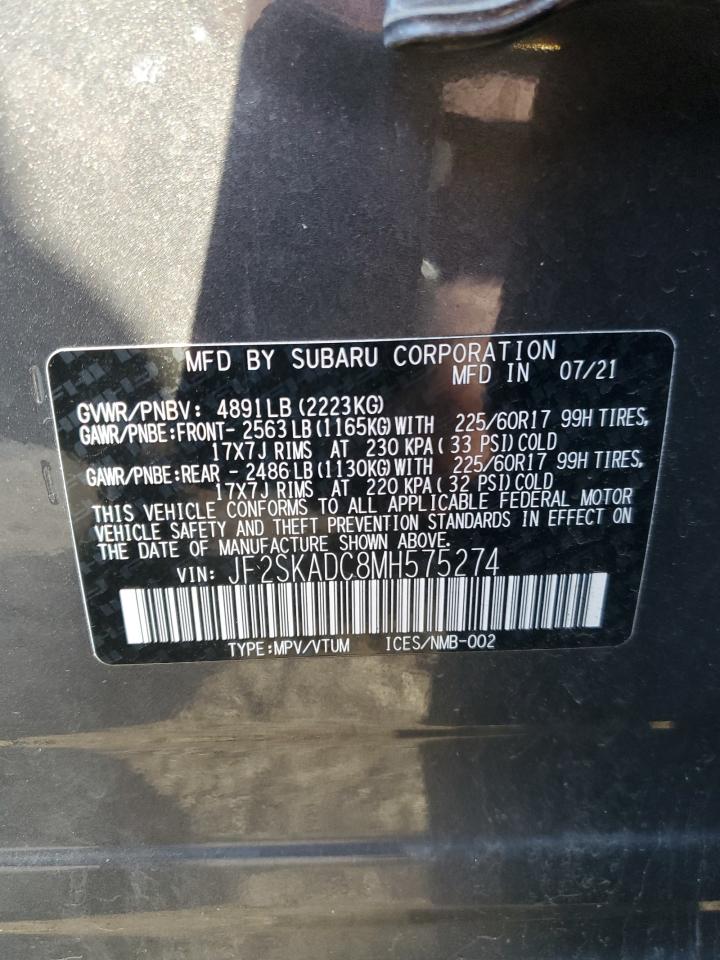 MFD BY SUBARU CORPORATION
MFD IN 07/21
GVWR/PNBV: 4891LB (2223KG)
GAWR/PNBE:FRONT- 2563LB (1165KG) WITH 225/60R17 99H TIRES,
17X7J RIMS AT 230 KPA ( 33 PSI) COLD
GAWR/PNBE:REAR - 2486LB (1130KG) WITH 225/60R17 99H TIRES,
17X7J RIMS AT 220 KPA ( 32 PSI) COLD
THIS VEHICLE CONFORMS TO ALL APPLICABLE FEDERAL MOTOR
VEHICLE SAFETY AND THEFT PREVENTION STANDARDS IN EFFECT ON
THE DATE OF MANUFACTURE SHOWN ABOVE.
VIN: JF2SKADC8MH575274
TYPE:MPV/VTUM ICES/NMB-002